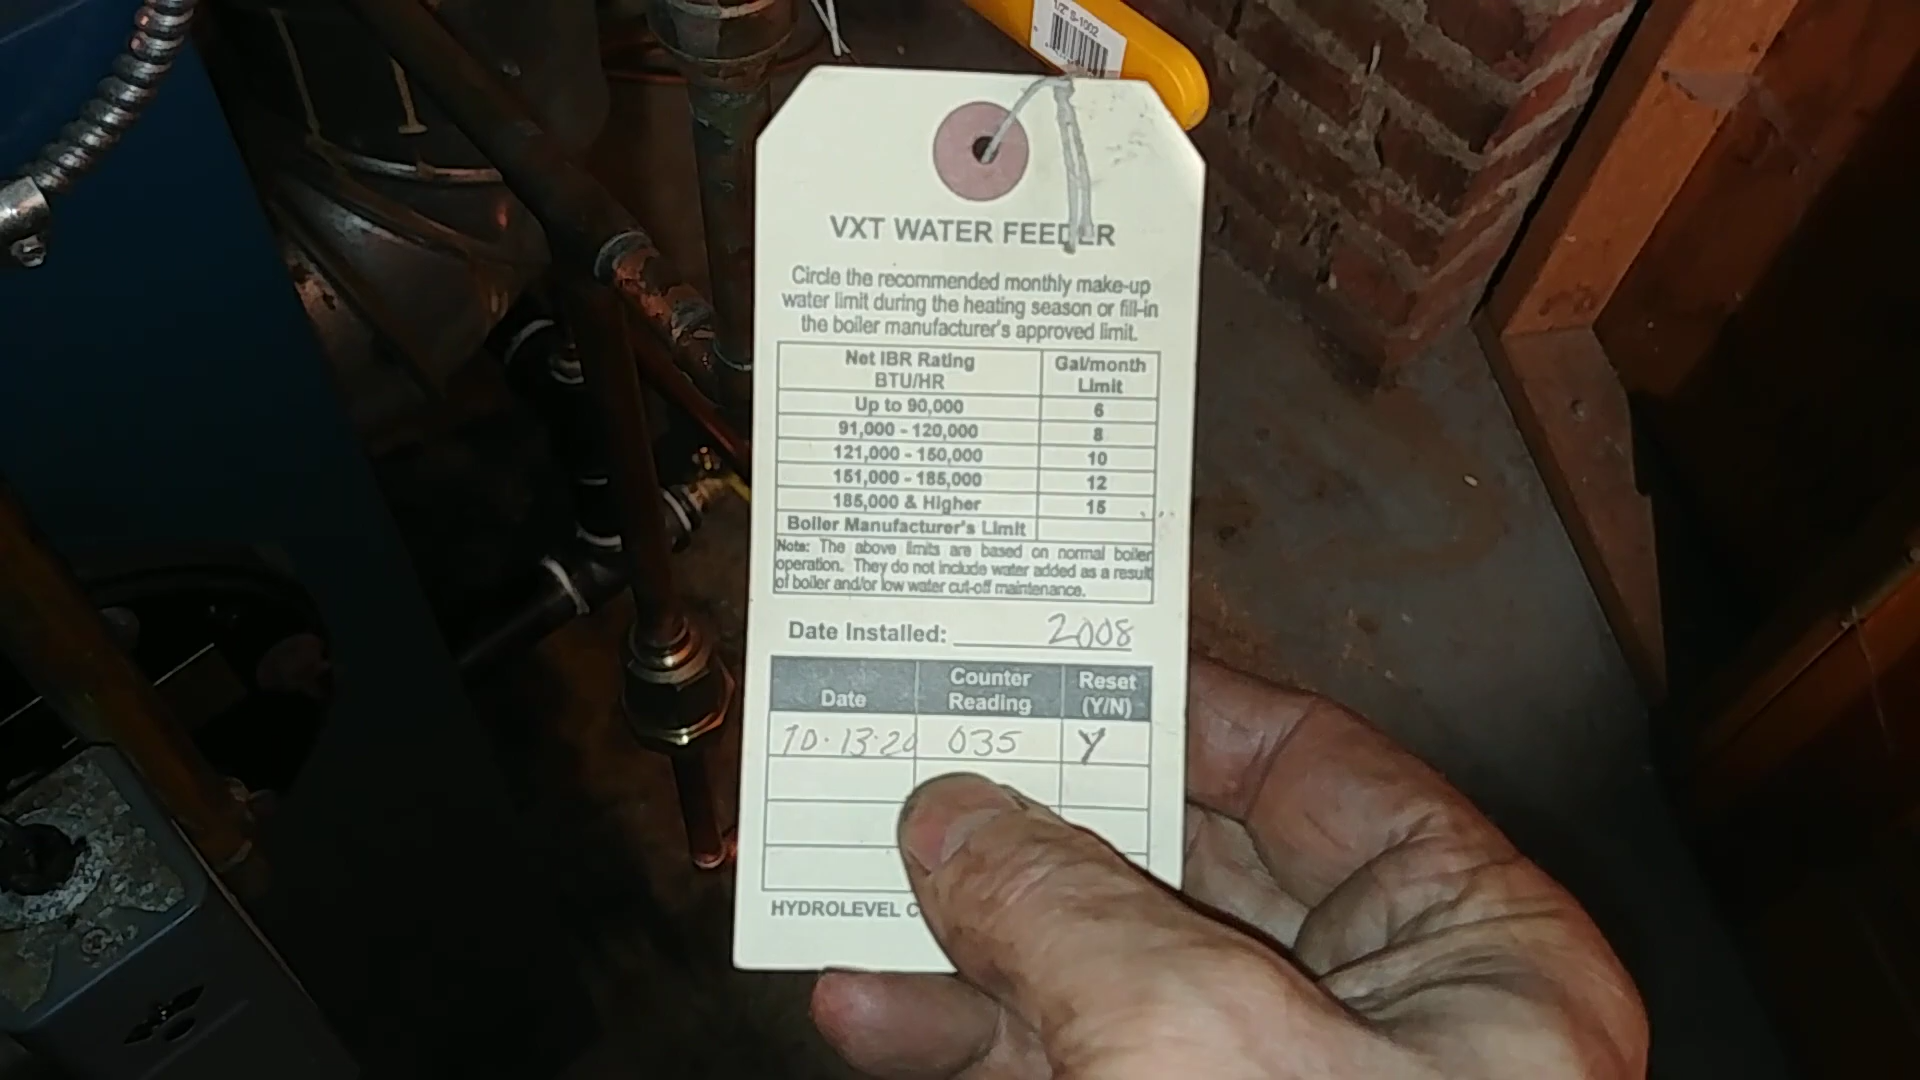 1/2" S-1002
VXT WATER FEEDER
Circle the recommended monthly make-up
water limit during the heating season or fill-in
the boiler manufacturer's approved limit.
Net IBR Rating BTU/HR Gal/month Limit
Up to 90,000 6
91,000 - 120,000 8
121,000 - 150,000 10
151,000 - 185,000 12
185,000 & Higher 15
Boiler Manufacturer's Limit
Note: The above limits are based on normal boiler
operation. They do not include water added as a result
of boiler and/or low water cut-off maintenance.
Date Installed: 2008
Date Counter Reading Reset (Y/N)
10·13·20 035 Y
HYDROLEVEL